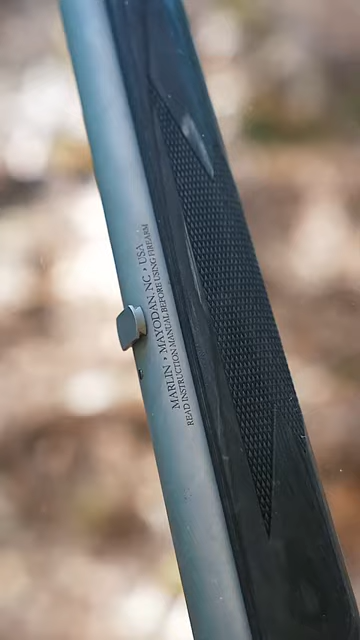 MARLIN • MAYODAN, NC • USA
READ INSTRUCTION MANUAL BEFORE USING FIREARM